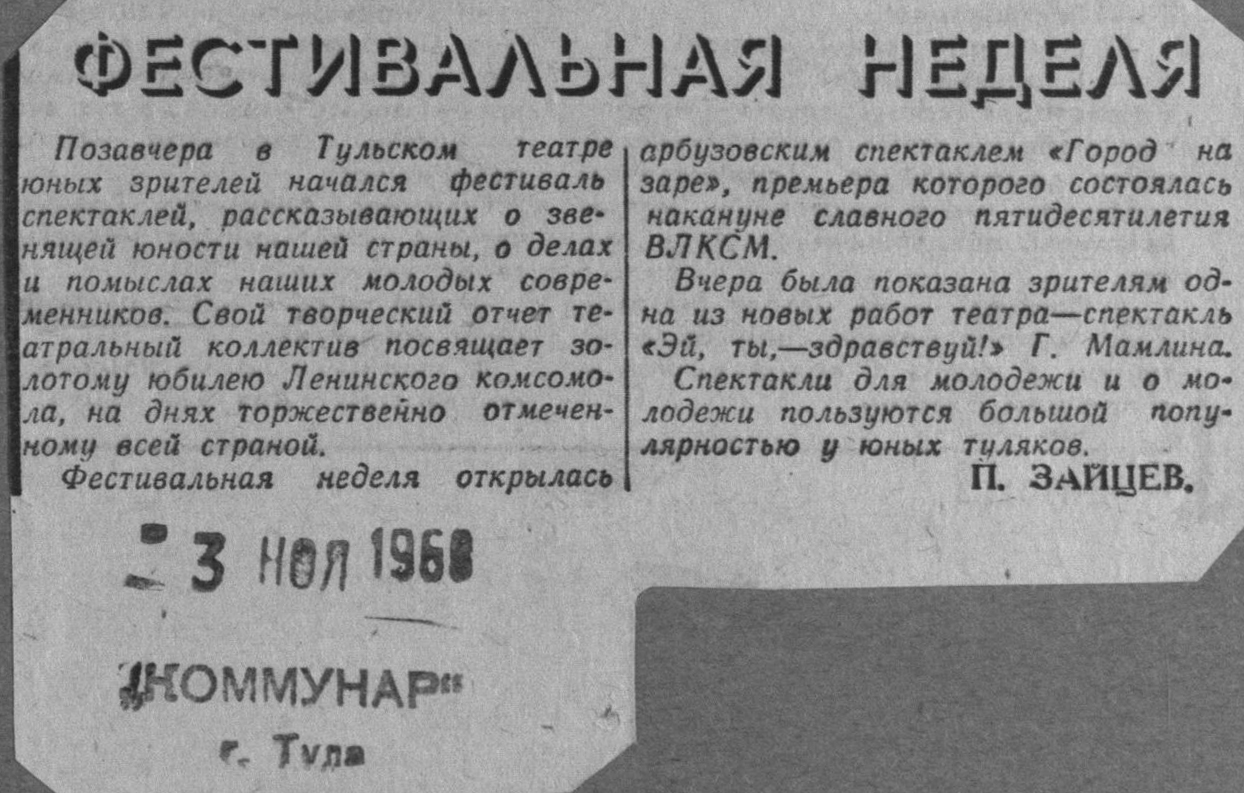 ФЕСТИВАЛЬНАЯ НЕДЕЛЯ
Позавчера в Тульском театре
юных зрителей начался фестиваль
спектаклей, рассказывающих о зве-
нящей юности нашей страны, о делах
и помыслах наших молодых совре-
менников. Свой творческий отчет те-
атральный коллектив посвящает зо-
лотому юбилею Ленинского комсомо-
ла, на днях торжественно отмечен-
ному всей страной.
Фестивальная неделя открылась
арбузовским спектаклем «Город на
заре», премьера которого состоялась
накануне славного пятидесятилетия
ВЛКСМ.
Вчера была показана зрителям од-
на из новых работ театра—спектакль
«Эй, ты,—здравствуй!» Г. Мамлина.
Спектакли для молодежи и о мо-
лодежи пользуются большой попу-
лярностью у юных туляков.
П. ЗАЙЦЕВ.
3 НОЯ 1968
„КОММУНАР“
г. Тула